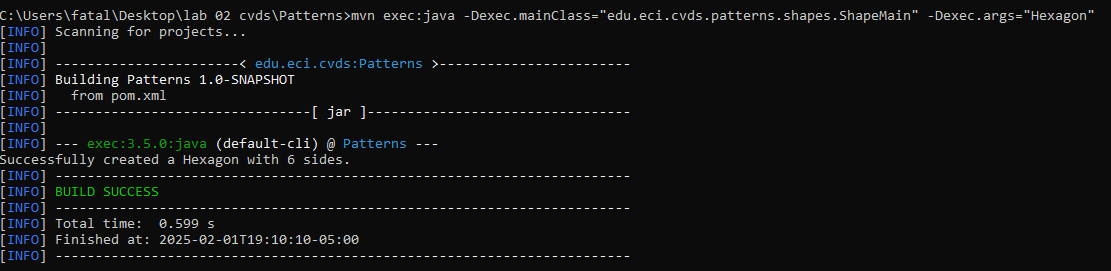 C:\Users\fatal\Desktop\lab 02 cvds\Patterns>mvn exec:java -Dexec.mainClass="edu.eci.cvds.patterns.shapes.ShapeMain" -Dexec.args="Hexagon"
[INFO] Scanning for projects...
[INFO]
[INFO] -----------------------< edu.eci.cvds:Patterns >------------------------
[INFO] Building Patterns 1.0-SNAPSHOT
[INFO]   from pom.xml
[INFO] --------------------------------[ jar ]---------------------------------
[INFO]
[INFO] --- exec:3.5.0:java (default-cli) @ Patterns ---
Successfully created a Hexagon with 6 sides.
[INFO] ------------------------------------------------------------------------
[INFO] BUILD SUCCESS
[INFO] ------------------------------------------------------------------------
[INFO] Total time:  0.599 s
[INFO] Finished at: 2025-02-01T19:10:10-05:00
[INFO] ------------------------------------------------------------------------